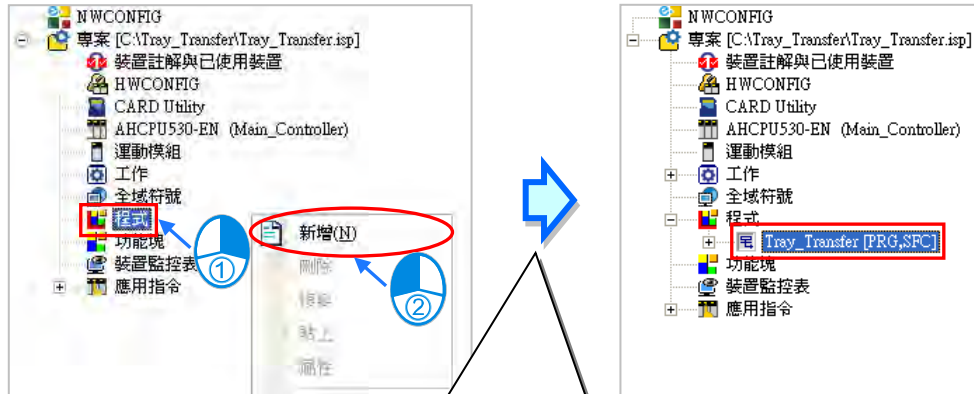 NWCONFIG
專案 [C:\Tray_Transfer\Tray_Transfer.isp]
裝置註解與已使用裝置
HWCONFIG
CARD Utility
AHCPU530-EN (Main_Controller)
運動模組
工作
全域符號
程式
功能塊
裝置監控表
應用指令
①
新增(N)
刪除
複製
貼上
屬性
②
NWCONFIG
專案 [C:\Tray_Transfer\Tray_Transfer.isp]
裝置註解與已使用裝置
HWCONFIG
CARD Utility
AHCPU530-EN (Main_Controller)
運動模組
工作
全域符號
程式
Tray_Transfer [PRG,SFC]
功能塊
裝置監控表
應用指令